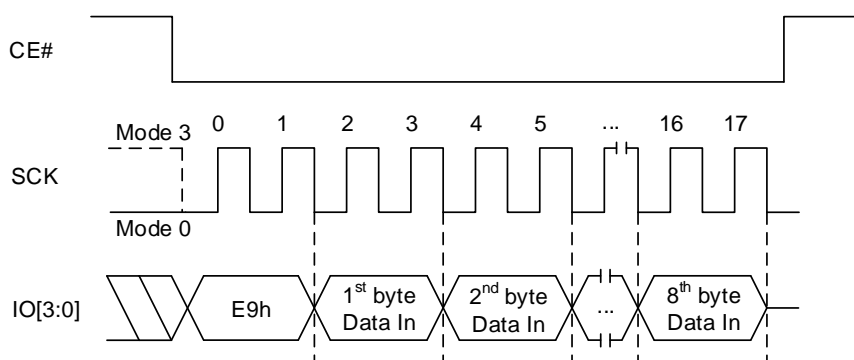 CE#
0 1 2 3 4 5 ... 16 17
Mode 3
SCK
Mode 0
IO[3:0] E9h 1st byte Data In 2nd byte Data In ... 8th byte Data In